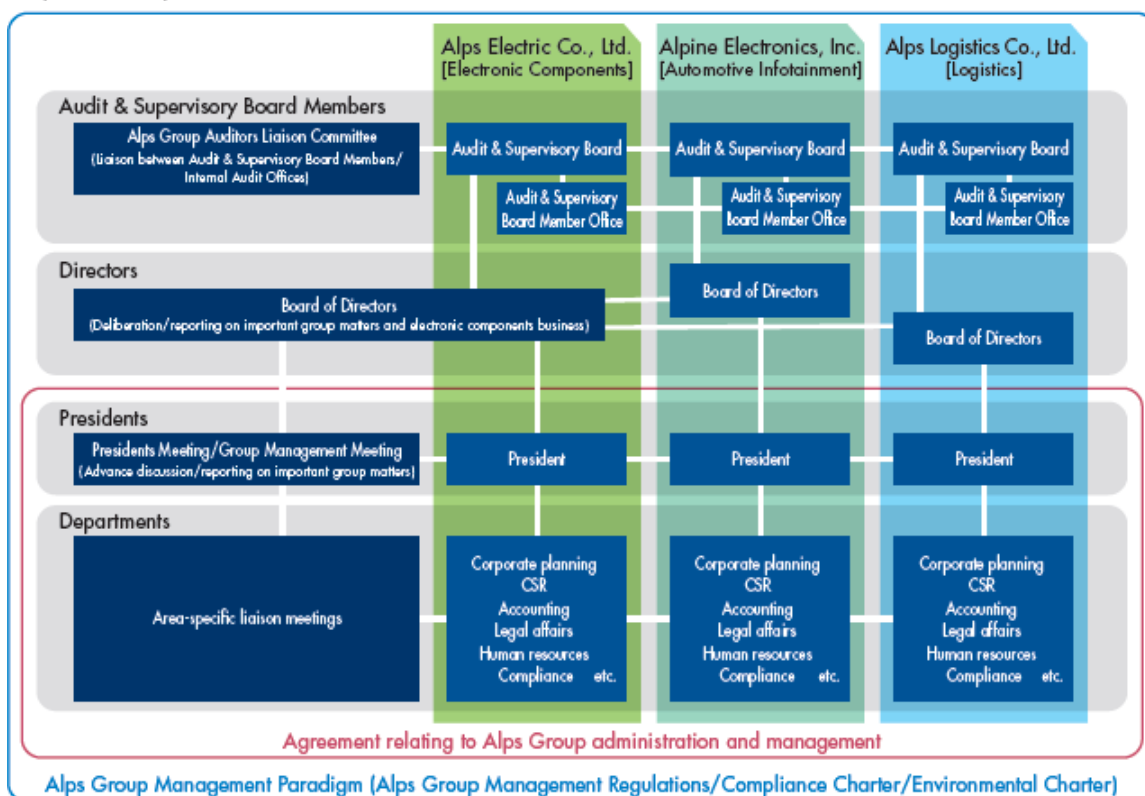 Alps Electric Co., Ltd.
[Electronic Components]
Alpine Electronics, Inc.
[Automotive Infotainment]
Alps Logistics Co., Ltd.
[Logistics]
Audit & Supervisory Board Members
Alps Group Auditors Liaison Committee
(Liaison between Audit & Supervisory Board Members/
Internal Audit Offices)
Audit & Supervisory Board
Audit & Supervisory Board
Audit & Supervisory Board
Audit & Supervisory
Board Member Office
Audit & Supervisory
Board Member Office
Audit & Supervisory
Board Member Office
Directors
Board of Directors
(Deliberation/reporting on important group matters and electronic components business)
Board of Directors
Board of Directors
Presidents
Presidents Meeting/Group Management Meeting
(Advance discussion/reporting on important group matters)
President
President
President
Departments
Area-specific liaison meetings
Corporate planning
CSR
Accounting
Legal affairs
Human resources
Compliance etc.
Corporate planning
CSR
Accounting
Legal affairs
Human resources
Compliance etc.
Corporate planning
CSR
Accounting
Legal affairs
Human resources
Compliance etc.
Agreement relating to Alps Group administration and management
Alps Group Management Paradigm (Alps Group Management Regulations/Compliance Charter/Environmental Charter)